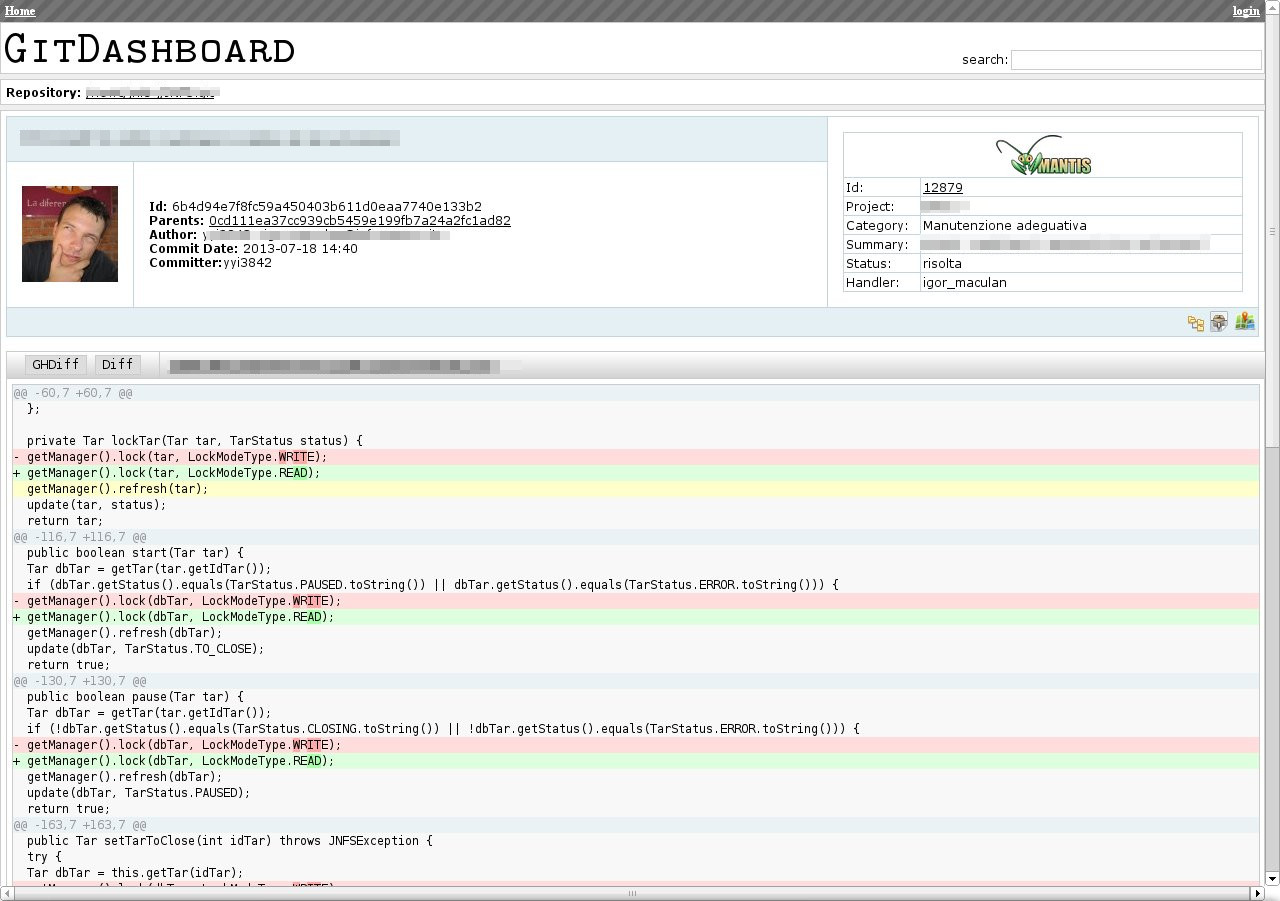 Home
login
GitDashboard
search:
Repository:
MANTIS
Id: 6b4d94e7f8fc59a450403b611d0eaa7740e133b2
Parents: 0cd111ea37cc939cb5459e199fb7a24a2fc1ad82
Author:
Commit Date: 2013-07-18 14:40
Committer:yyi3842
Id: 12879
Project:
Category: Manutenzione adeguativa
Summary:
Status: risolta
Handler: igor_maculan
GHDiff Diff
@@ -60,7 +60,7 @@
};
private Tar lockTar(Tar tar, TarStatus status) {
- getManager().lock(tar, LockModeType.WRITE);
+ getManager().lock(tar, LockModeType.READ);
getManager().refresh(tar);
update(tar, status);
return tar;
@@ -116,7 +116,7 @@
public boolean start(Tar tar) {
Tar dbTar = getTar(tar.getIdTar());
if (dbTar.getStatus().equals(TarStatus.PAUSED.toString()) || dbTar.getStatus().equals(TarStatus.ERROR.toString())) {
- getManager().lock(dbTar, LockModeType.WRITE);
+ getManager().lock(dbTar, LockModeType.READ);
getManager().refresh(dbTar);
update(dbTar, TarStatus.TO_CLOSE);
return true;
@@ -130,7 +130,7 @@
public boolean pause(Tar tar) {
Tar dbTar = getTar(tar.getIdTar());
if (!dbTar.getStatus().equals(TarStatus.CLOSING.toString()) || !dbTar.getStatus().equals(TarStatus.ERROR.toString())) {
- getManager().lock(dbTar, LockModeType.WRITE);
+ getManager().lock(dbTar, LockModeType.READ);
getManager().refresh(dbTar);
update(dbTar, TarStatus.PAUSED);
return true;
@@ -163,7 +163,7 @@
public Tar setTarToClose(int idTar) throws JNFSException {
try {
Tar dbTar = this.getTar(idTar);